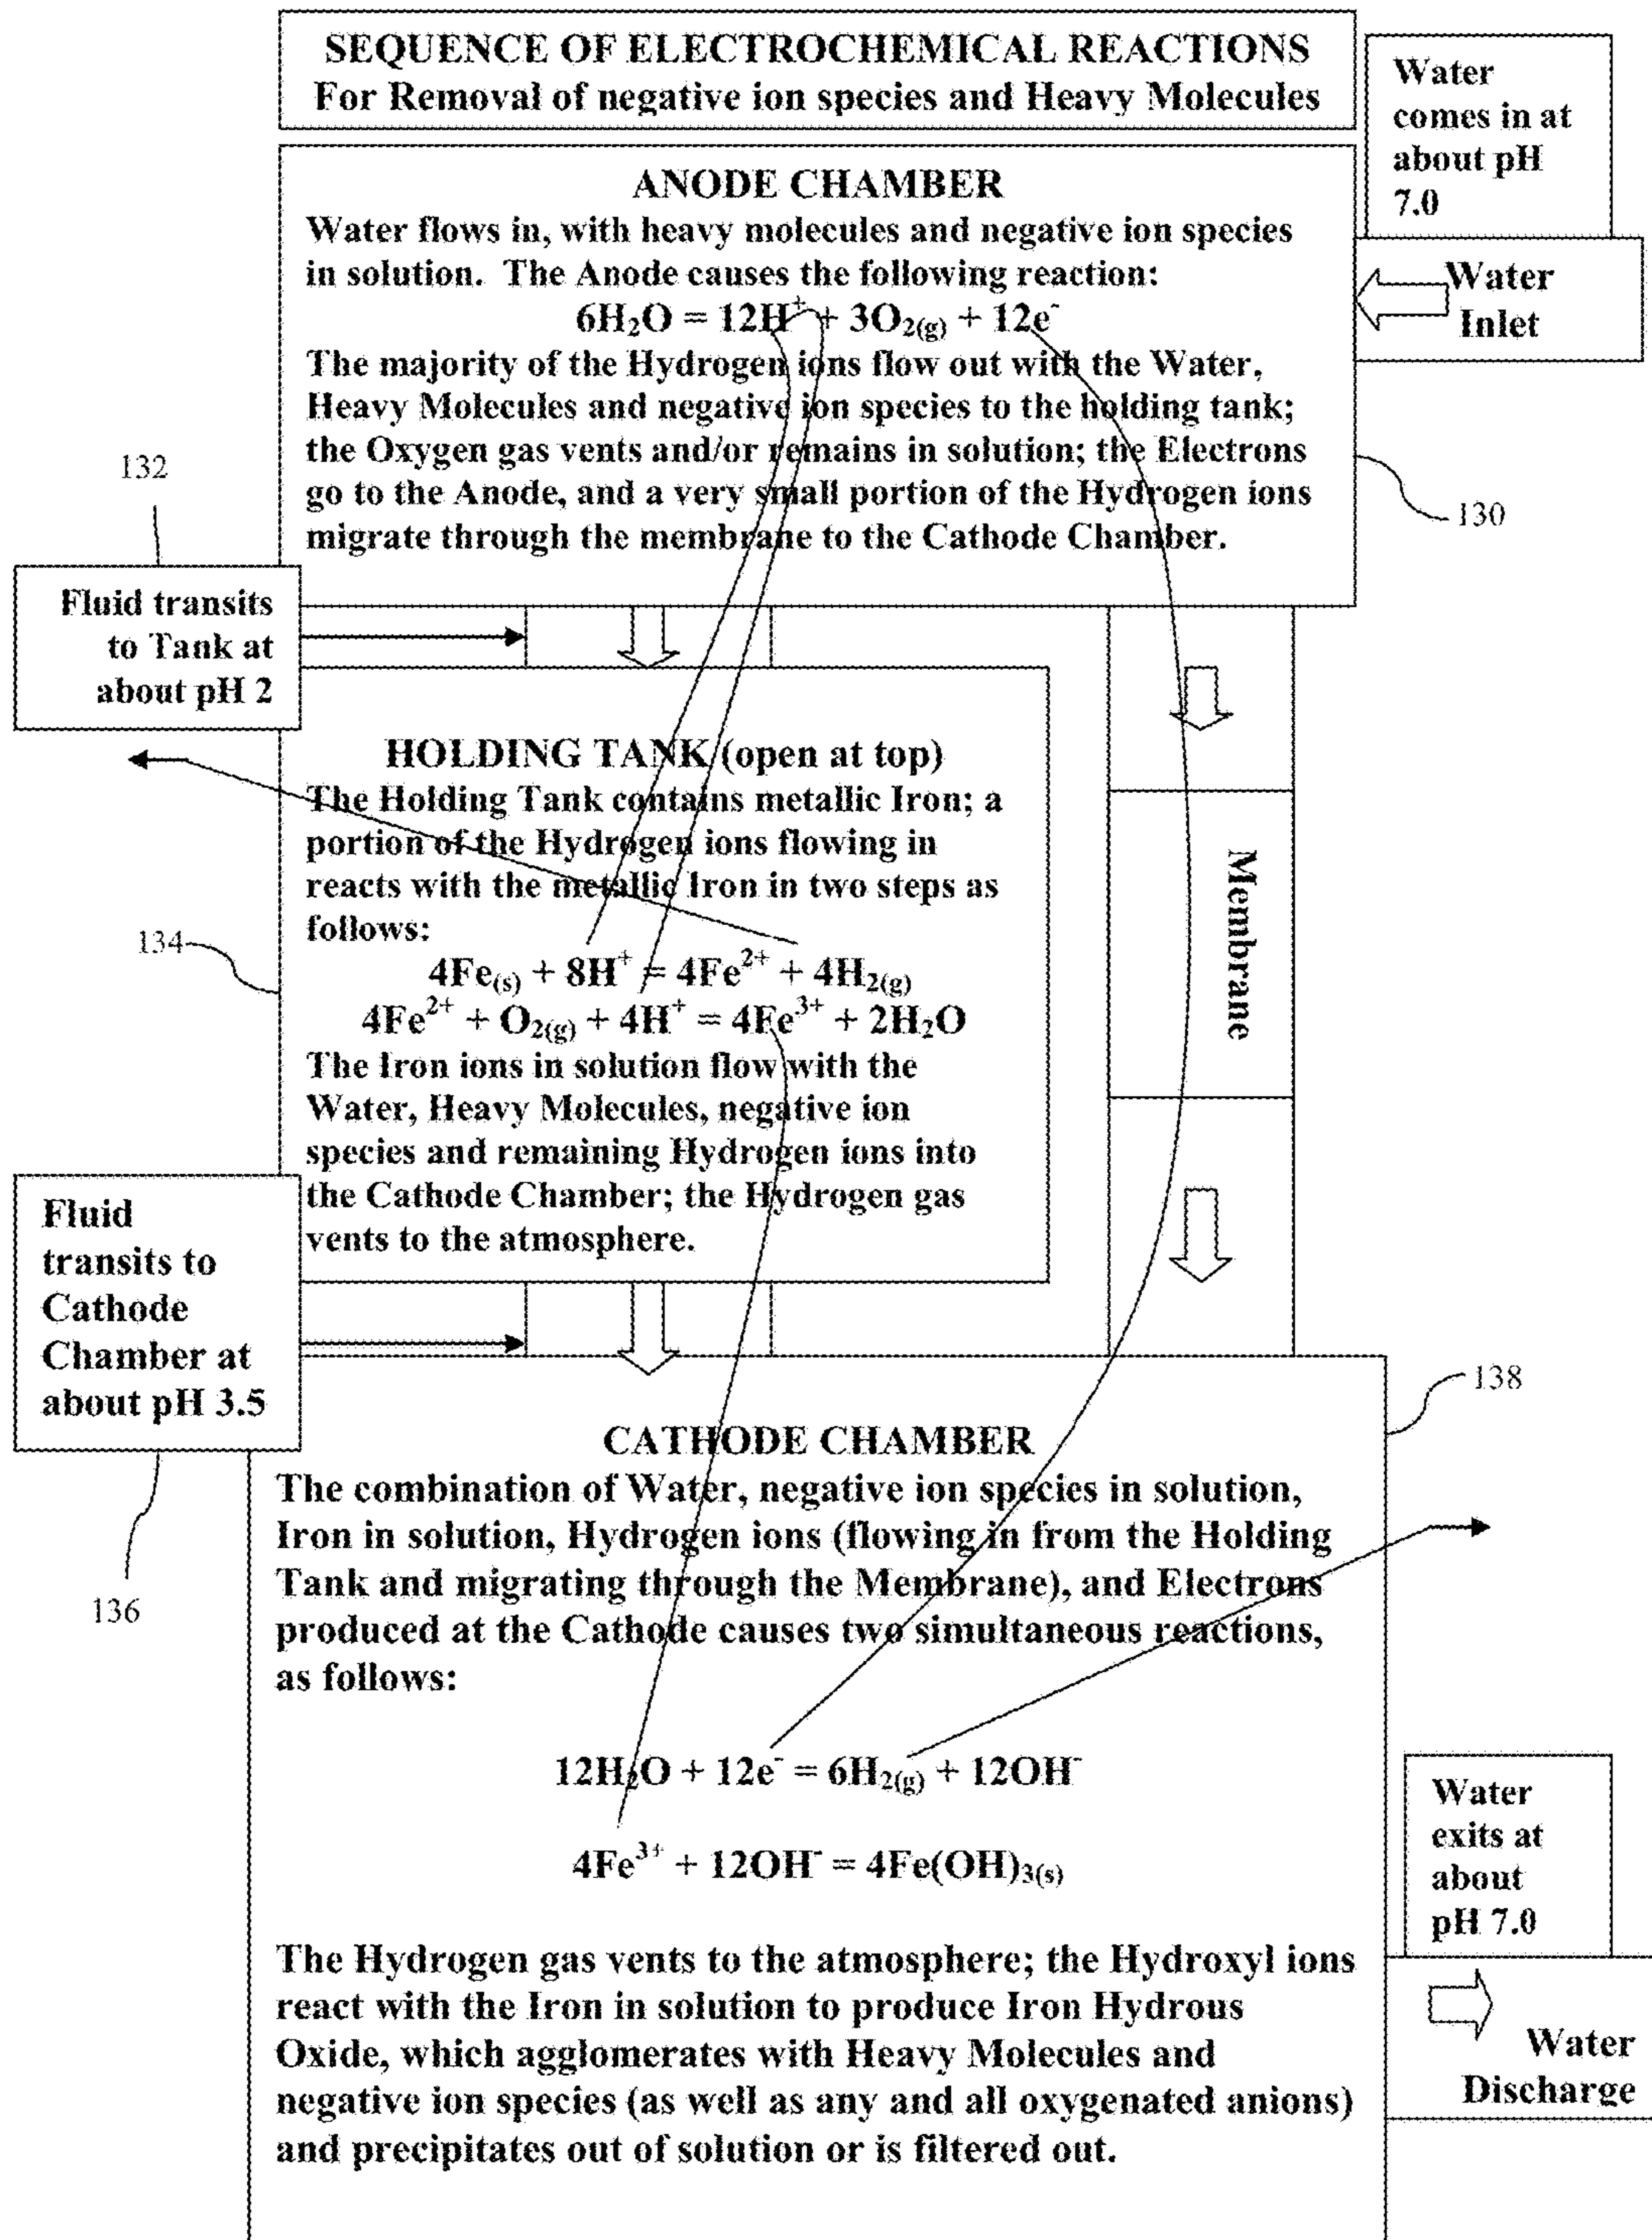 SEQUENCE OF ELECTROCHEMICAL REACTIONS
For Removal of negative ion species and Heavy Molecules
Water
comes in at
about pH
7.0
ANODE CHAMBER
Water flows in, with heavy molecules and negative ion species
in solution. The Anode causes the following reaction:
6H₂O = 12H⁺ + 3O₂₍g₎ + 12e⁻
The majority of the Hydrogen ions flow out with the Water,
Heavy Molecules and negative ion species to the holding tank;
the Oxygen gas vents and/or remains in solution; the Electrons
go to the Anode, and a very small portion of the Hydrogen ions
migrate through the membrane to the Cathode Chamber.
Water
Inlet
130
132
Fluid transits
to Tank at
about pH 2
HOLDING TANK (open at top)
The Holding Tank contains metallic Iron; a
portion of the Hydrogen ions flowing in
reacts with the metallic Iron in two steps as
follows:
4Fe₍s₎ + 8H⁺ = 4Fe²⁺ + 4H₂₍g₎
4Fe²⁺ + O₂₍g₎ + 4H⁺ = 4Fe³⁺ + 2H₂O
The Iron ions in solution flow with the
Water, Heavy Molecules, negative ion
species and remaining Hydrogen ions into
the Cathode Chamber; the Hydrogen gas
vents to the atmosphere.
134
Membrane
Fluid
transits to
Cathode
Chamber at
about pH 3.5
136
138
CATHODE CHAMBER
The combination of Water, negative ion species in solution,
Iron in solution, Hydrogen ions (flowing in from the Holding
Tank and migrating through the Membrane), and Electrons
produced at the Cathode causes two simultaneous reactions,
as follows:
12H₂O + 12e⁻ = 6H₂₍g₎ + 12OH⁻
4Fe³⁺ + 12OH⁻ = 4Fe(OH)₃₍s₎
The Hydrogen gas vents to the atmosphere; the Hydroxyl ions
react with the Iron in solution to produce Iron Hydrous
Oxide, which agglomerates with Heavy Molecules and
negative ion species (as well as any and all oxygenated anions)
and precipitates out of solution or is filtered out.
Water
exits at
about
pH 7.0
Water
Discharge